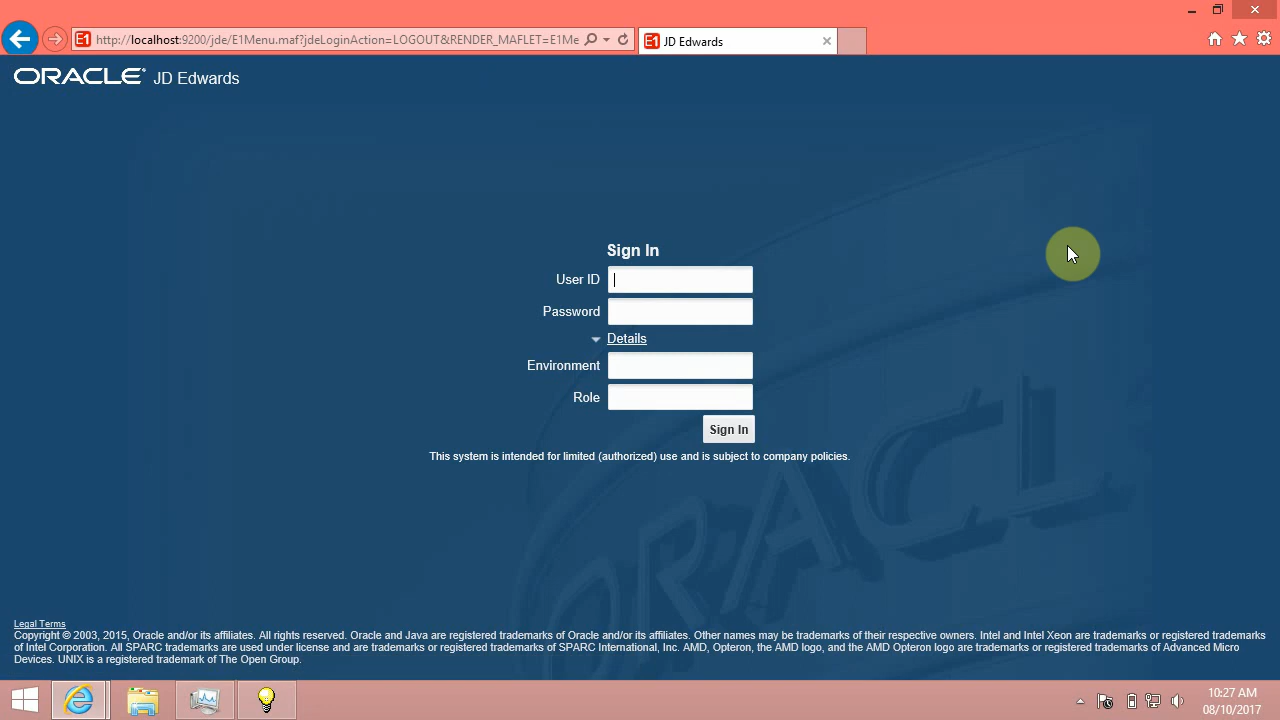 http://localhost:9200/jde/E1Menu.maf?jdeLoginAction=LOGOUT&RENDER_MAFLET=E1Me
E1 JD Edwards
ORACLE JD Edwards
Sign In
User ID
Password
Details
Environment
Role
Sign In
This system is intended for limited (authorized) use and is subject to company policies.
ORACL
Legal Terms
Copyright © 2003, 2015, Oracle and/or its affiliates. All rights reserved. Oracle and Java are registered trademarks of Oracle and/or its affiliates. Other names may be trademarks of their respective owners. Intel and Intel Xeon are trademarks or registered trademarks
of Intel Corporation. All SPARC trademarks are used under license and are trademarks or registered trademarks of SPARC International, Inc. AMD, Opteron, the AMD logo, and the AMD Opteron logo are trademarks or registered trademarks of Advanced Micro
Devices. UNIX is a registered trademark of The Open Group.
10:27 AM
08/10/2017